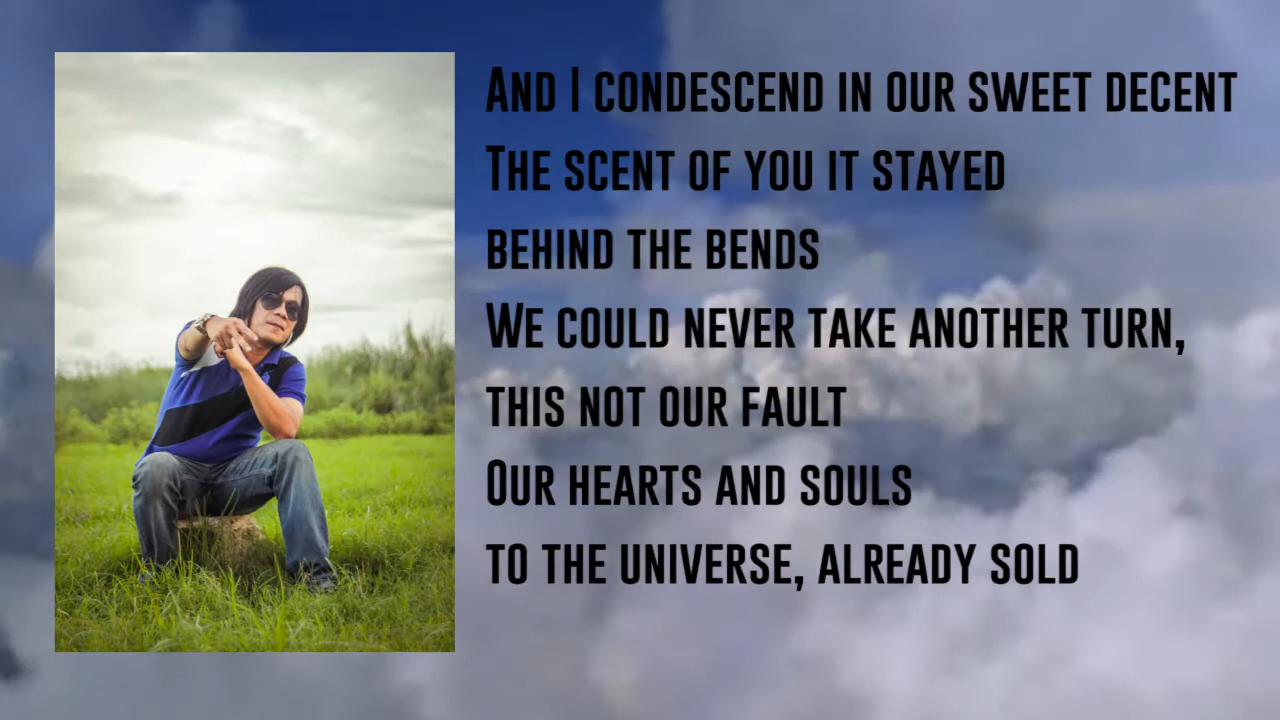 And I condescend in our sweet decent
The scent of you it stayed
behind the bends
We could never take another turn,
this not our fault
Our hearts and souls
to the universe, already sold